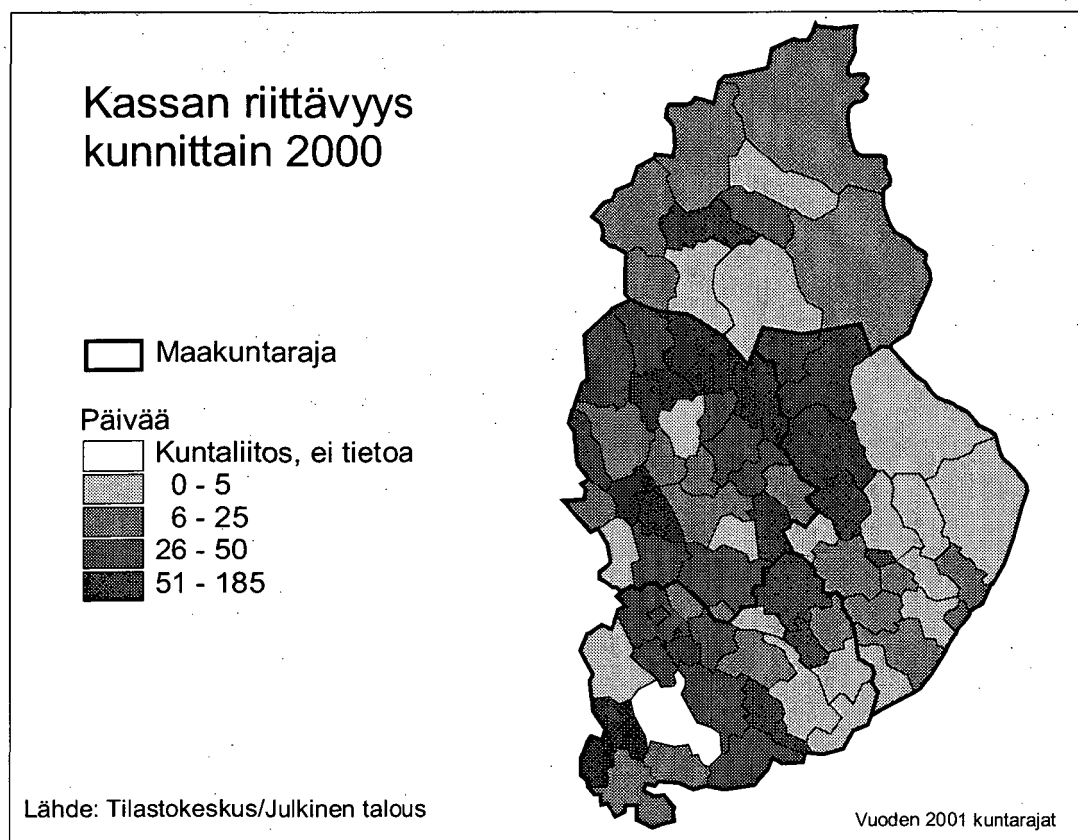 Kassan riittävyys
kunnittain 2000
Maakuntaraja
Päivää
Kuntaliitos, ei tietoa
0 - 5
6 - 25
26 - 50
51 - 185
Lähde: Tilastokeskus/Julkinen talous
Vuoden 2001 kuntarajat